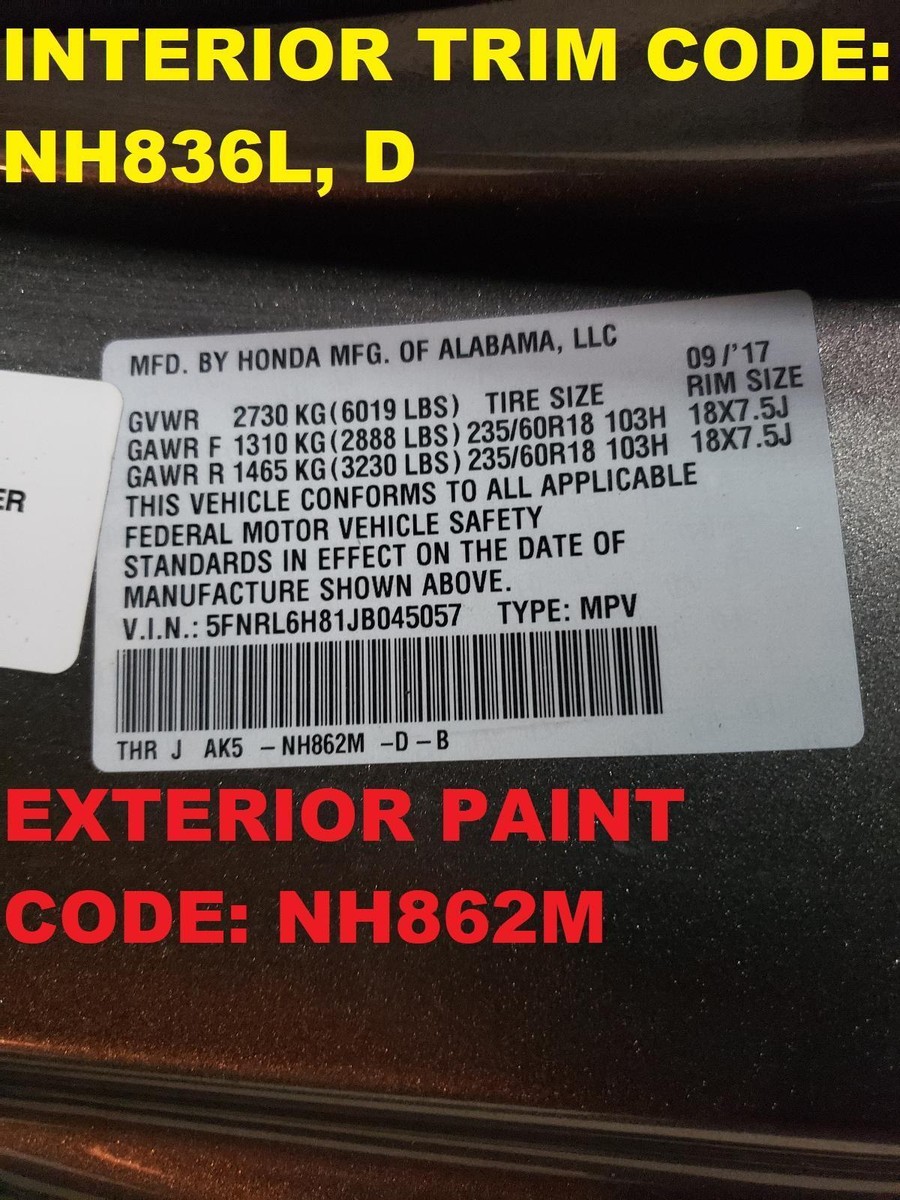 INTERIOR TRIM CODE:
NH836L, D
MFD. BY HONDA MFG. OF ALABAMA, LLC 09/'17
GVWR 2730 KG(6019 LBS) TIRE SIZE RIM SIZE
GAWR F 1310 KG(2888 LBS) 235/60R18 103H 18X7.5J
GAWR R 1465 KG(3230 LBS) 235/60R18 103H 18X7.5J
THIS VEHICLE CONFORMS TO ALL APPLICABLE
FEDERAL MOTOR VEHICLE SAFETY
STANDARDS IN EFFECT ON THE DATE OF
MANUFACTURE SHOWN ABOVE.
V.I.N.: 5FNRL6H81JB045057 TYPE: MPV
THR J AK5 – NH862M –D – B
ER
EXTERIOR PAINT
CODE: NH862M